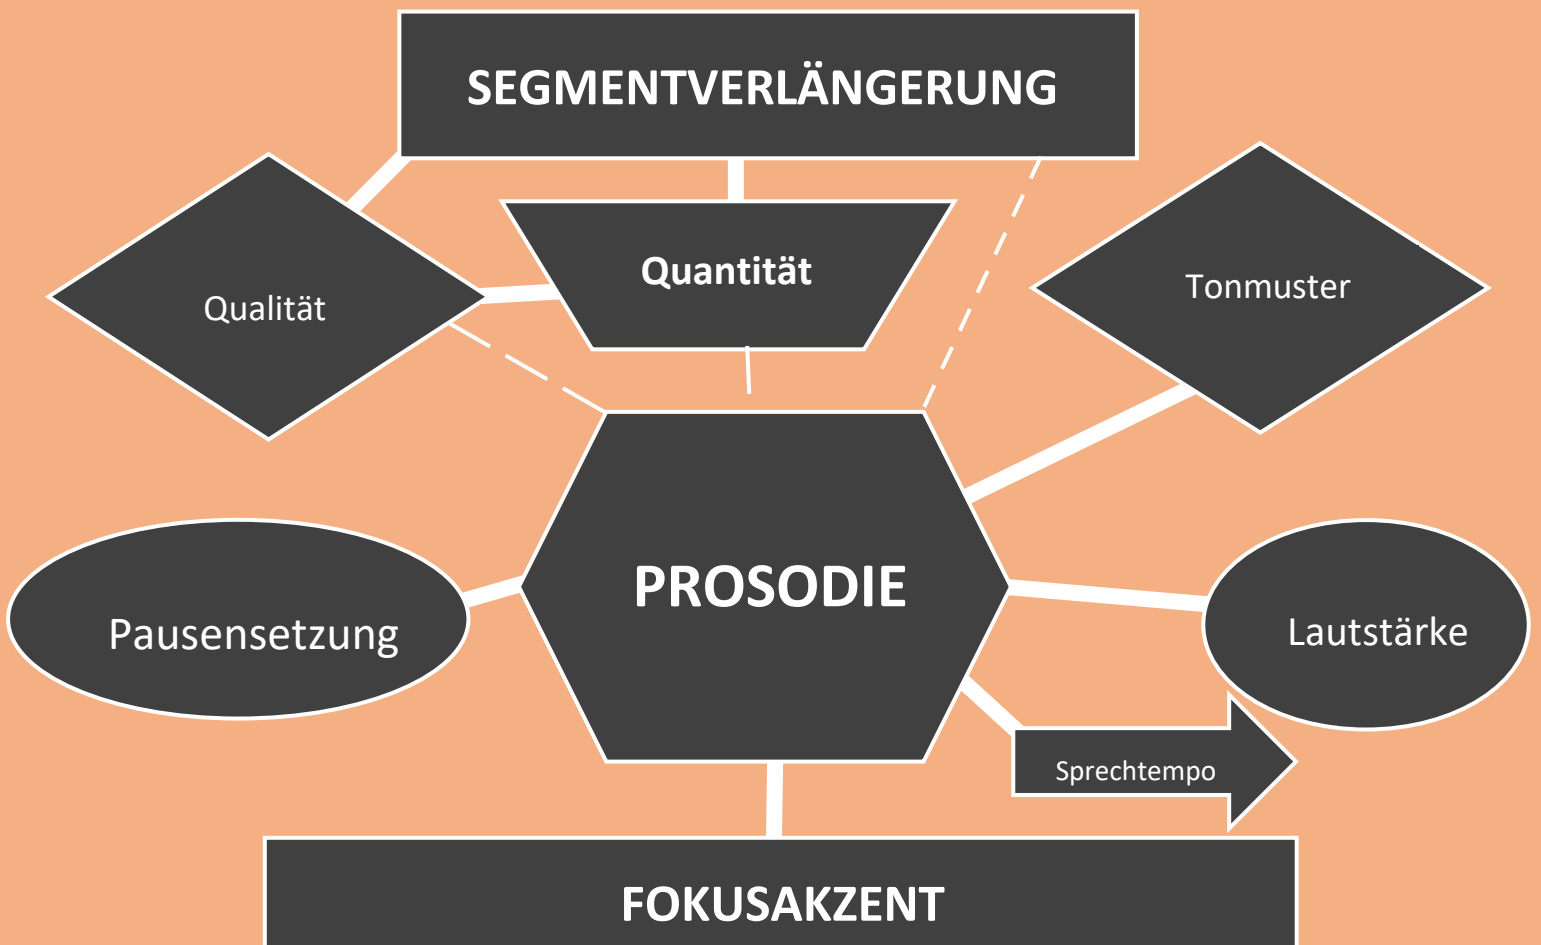 SEGMENTVERLÄNGERUNG
Quantität
Qualität
Tonmuster
PROSODIE
Pausensetzung
Lautstärke
Sprechtempo
FOKUSAKZENT